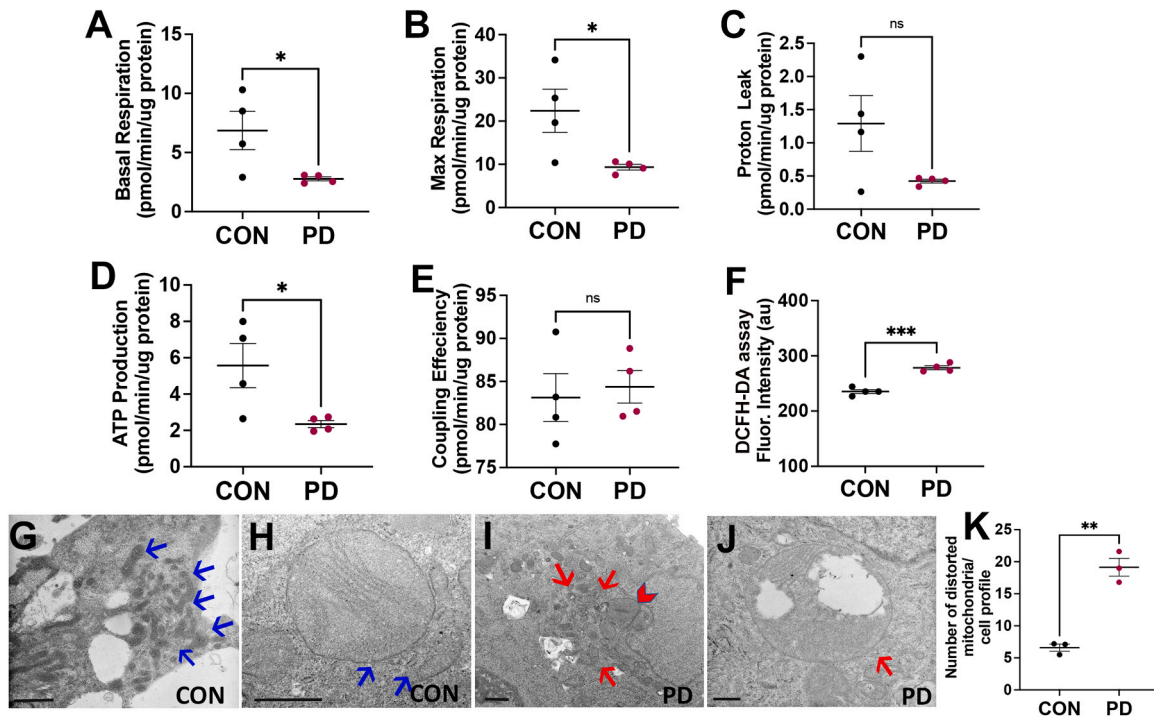 A
Basal Respiration
(pmol/min/ug protein)
15
10
5
0
*
CON PD
B
Max Respiration
(pmol/min/ug protein)
40
30
20
10
0
*
CON PD
C
Proton Leak
(pmol/min/ug protein)
2.5
2.0
1.5
1.0
0.5
0.0
ns
CON PD
D
ATP Production
(pmol/min/ug protein)
8
6
4
2
0
*
CON PD
E
Coupling Effeciency
(pmol/min/ug protein)
95
90
85
80
75
ns
CON PD
F
DCFH-DA assay
Fluor. Intensity (au)
400
300
200
100
***
CON PD
G
CON
H
CON
I
PD
J
PD
K
Number of distorted
mitochondria/
cell profile
25
20
15
10
5
0
**
CON PD